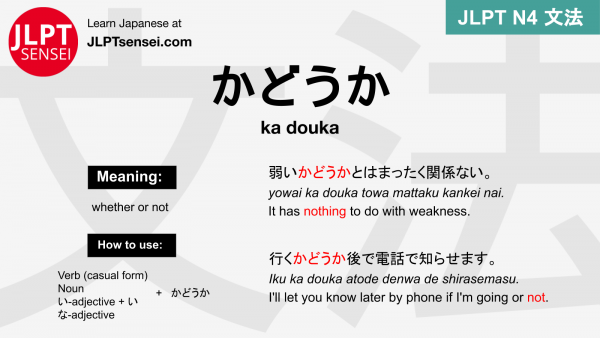 JLPT
SENSEI
Learn Japanese at
JLPTsensei.com
JLPT N4 文法
かどうか
ka douka
Meaning:
whether or not
How to use:
Verb (casual form)
Noun
い-adjective + い
な-adjective
+ かどうか
弱いかどうかとはまったく関係ない。
yowai ka douka towa mattaku kankei nai.
It has nothing to do with weakness.
行くかどうか後で電話で知らせます。
Iku ka douka atode denwa de shirasemasu.
I'll let you know later by phone if I'm going or not.
文法